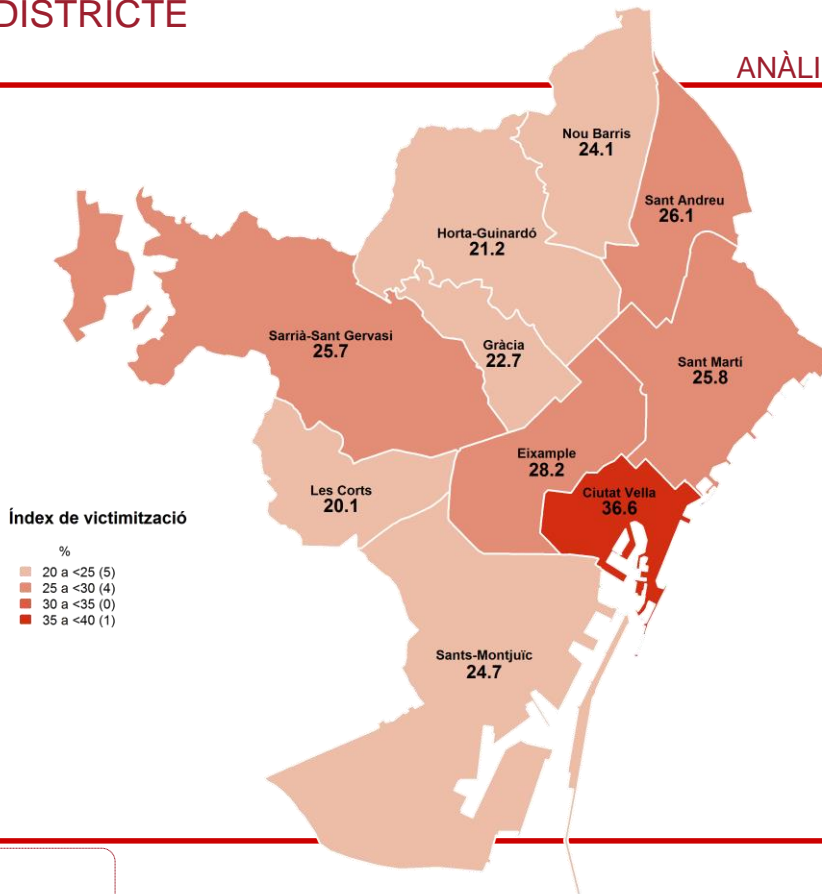 DISTRICTE
ANÀLI
Nou Barris
24.1
Sant Andreu
26.1
Horta-Guinardó
21.2
Sarrià-Sant Gervasi
25.7
Gràcia
22.7
Sant Martí
25.8
Eixample
28.2
Les Corts
20.1
Ciutat Vella
36.6
Índex de victimització
%
20 a <25 (5)
25 a <30 (4)
30 a <35 (0)
35 a <40 (1)
Sants-Montjuïc
24.7